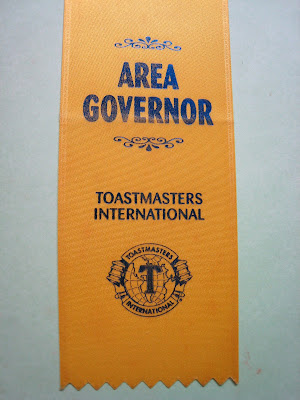 AREA
GOVERNOR
TOASTMASTERS
INTERNATIONAL
TOASTMASTERS
T
INTERNATIONAL